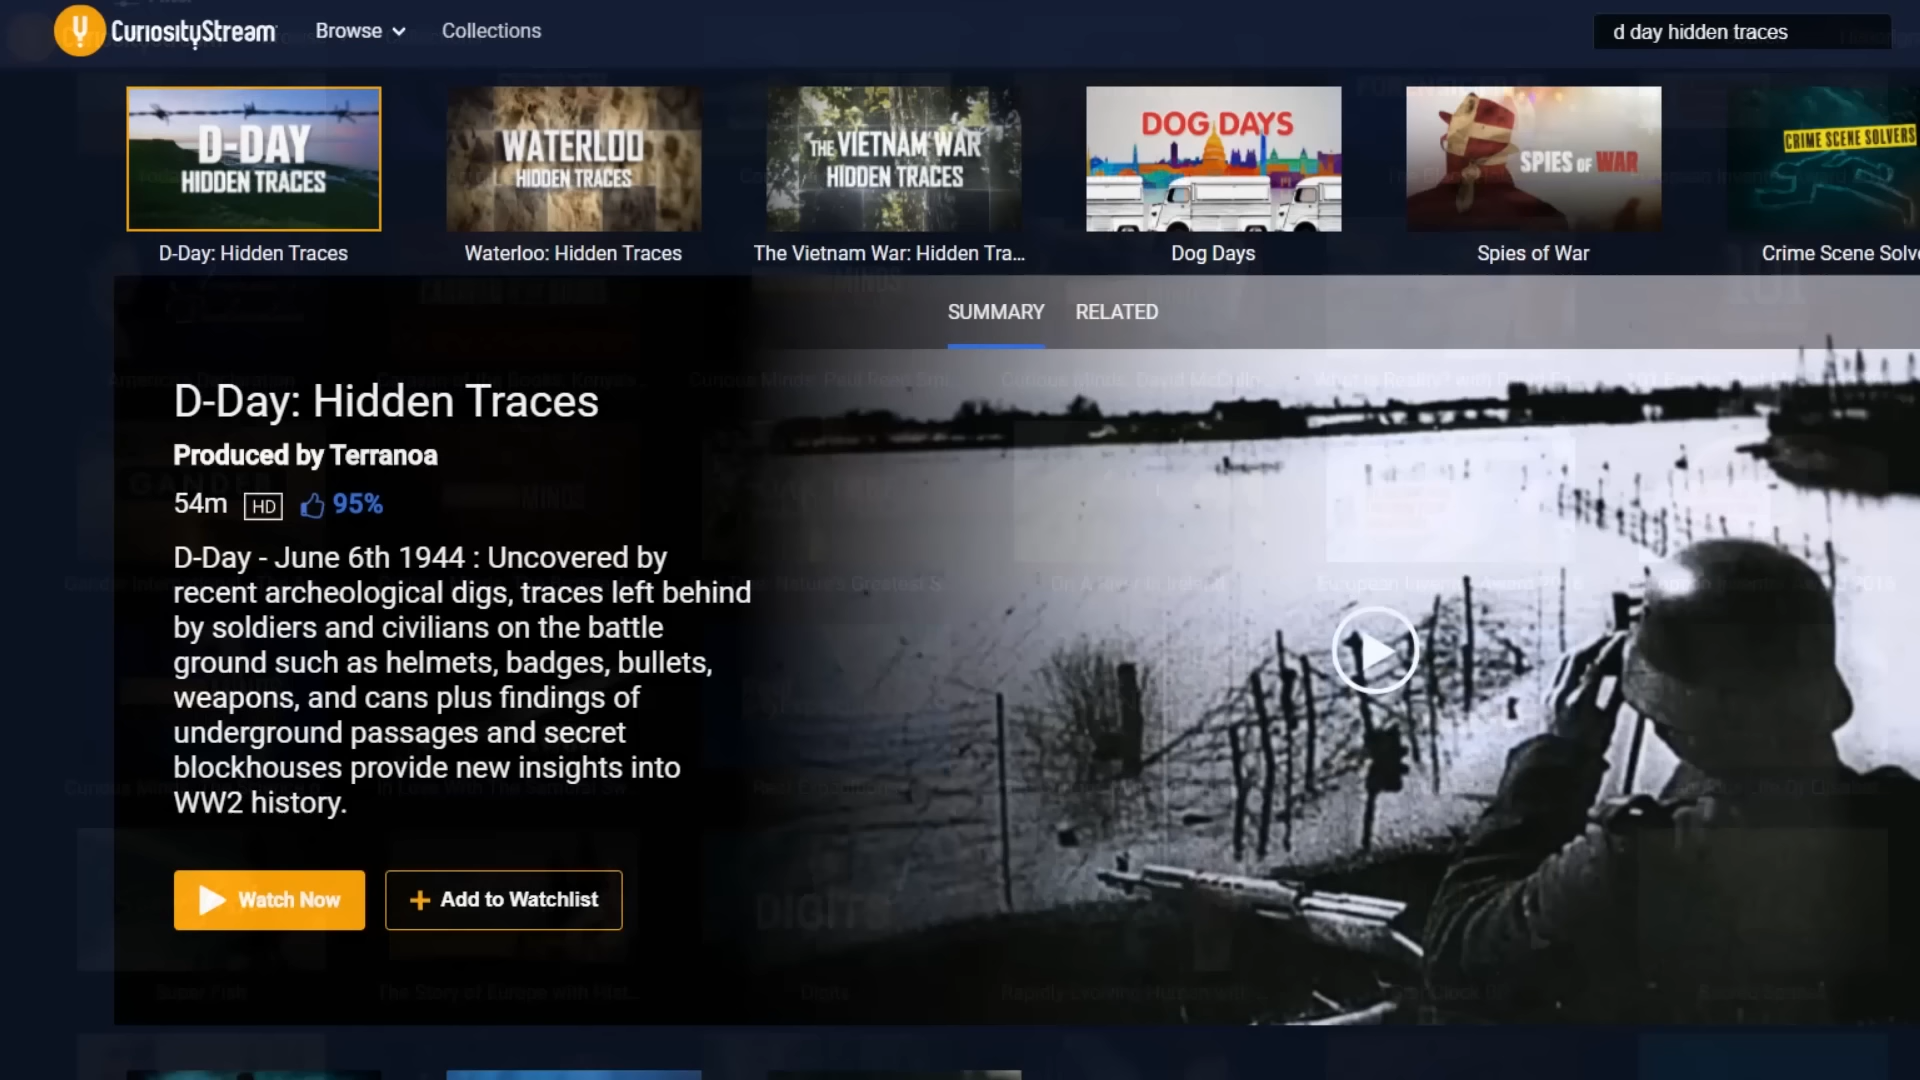 CURIOSITYSTREAM
Browse
Collections
d day hidden traces
D-DAY
HIDDEN TRACES
WATERLOO
HIDDEN TRACES
THE VIETNAM WAR
HIDDEN TRACES
DOG DAYS
SPIES OF WAR
CRIME SCENE SOLVERS
D-Day: Hidden Traces
Waterloo: Hidden Traces
The Vietnam War: Hidden Tra...
Dog Days
Spies of War
Crime Scene Solve
SUMMARY
RELATED
D-Day: Hidden Traces
Produced by Terranoa
54m HD 95%
D-Day - June 6th 1944 : Uncovered by
recent archeological digs, traces left behind
by soldiers and civilians on the battle
ground such as helmets, badges, bullets,
weapons, and cans plus findings of
underground passages and secret
blockhouses provide new insights into
WW2 history.
Watch Now
+ Add to Watchlist
DIGITS